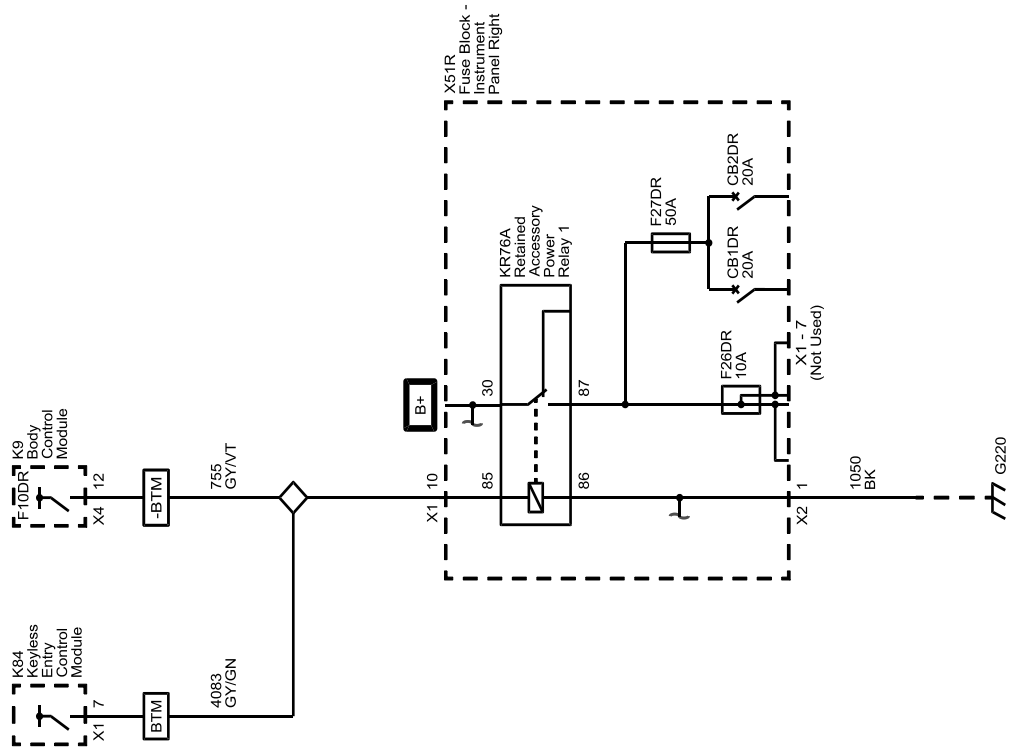 K84
Keyless
Entry
Control
Module
X1 7
BTM
4083
GY/GN
K9
Body
Control
Module
F10DR
X4 12
-BTM
755
GY/VT
X1 10
B+
X51R
Fuse Block -
Instrument
Panel Right
85
30
KR76A
Retained
Accessory
Power
Relay 1
86
87
F27DR
50A
F26DR
10A
CB1DR
20A
CB2DR
20A
X1 - 7
(Not Used)
X2 1
1050
BK
G220